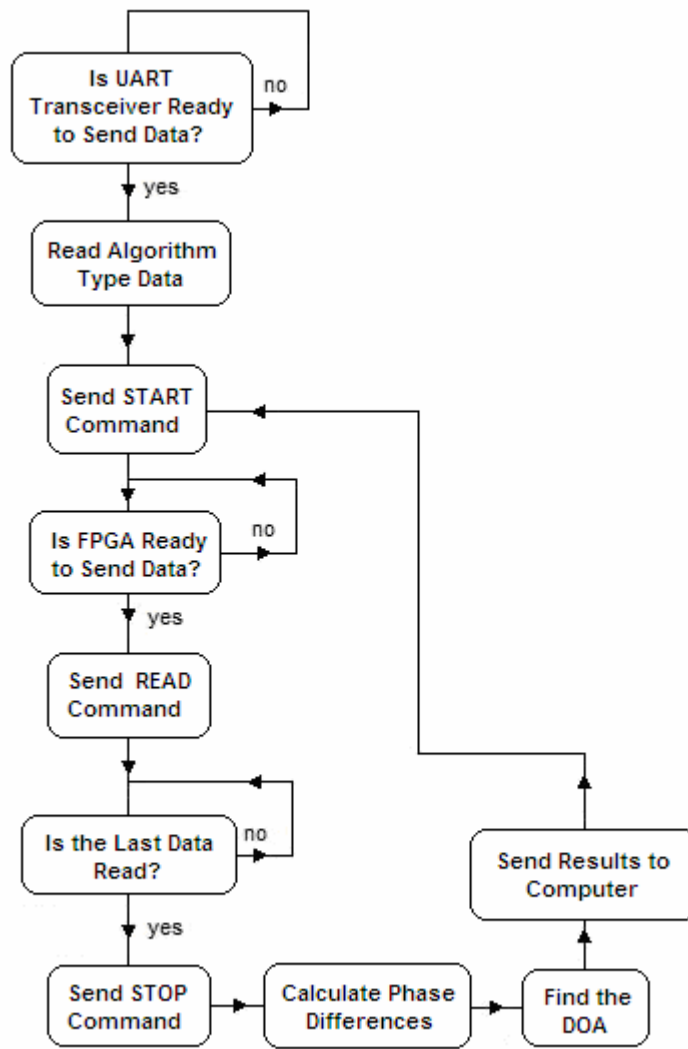 Is UART
Transceiver Ready
to Send Data?
no
yes
Read Algorithm
Type Data
Send START
Command
Is FPGA Ready
to Send Data?
no
yes
Send READ
Command
Is the Last Data
Read?
no
yes
Send STOP
Command
Calculate Phase
Differences
Find the
DOA
Send Results to
Computer